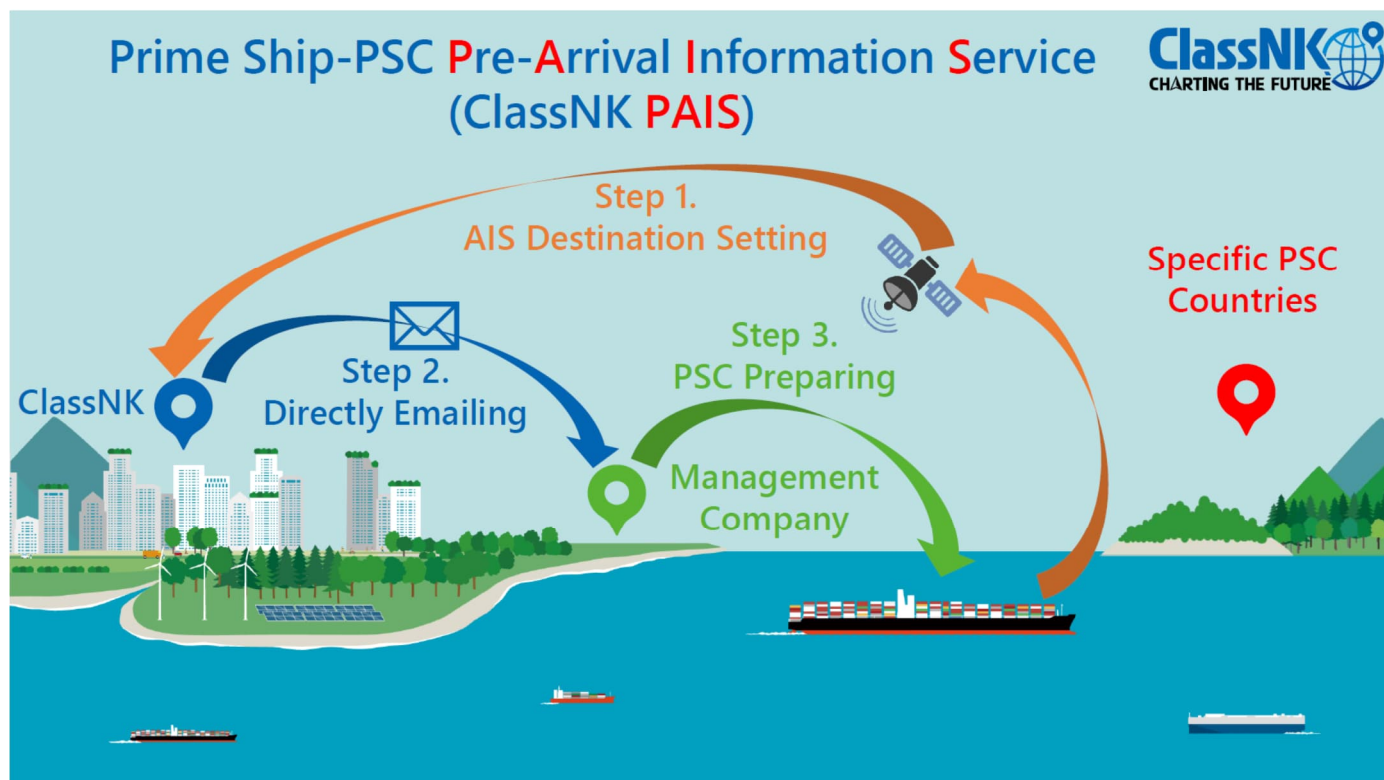 Prime Ship-PSC Pre-Arrival Information Service
(ClassNK PAIS)
ClassNK
CHARTING THE FUTURE
Step 1.
AIS Destination Setting
Specific PSC
Countries
Step 3.
PSC Preparing
Step 2.
Directly Emailing
ClassNK
Management
Company